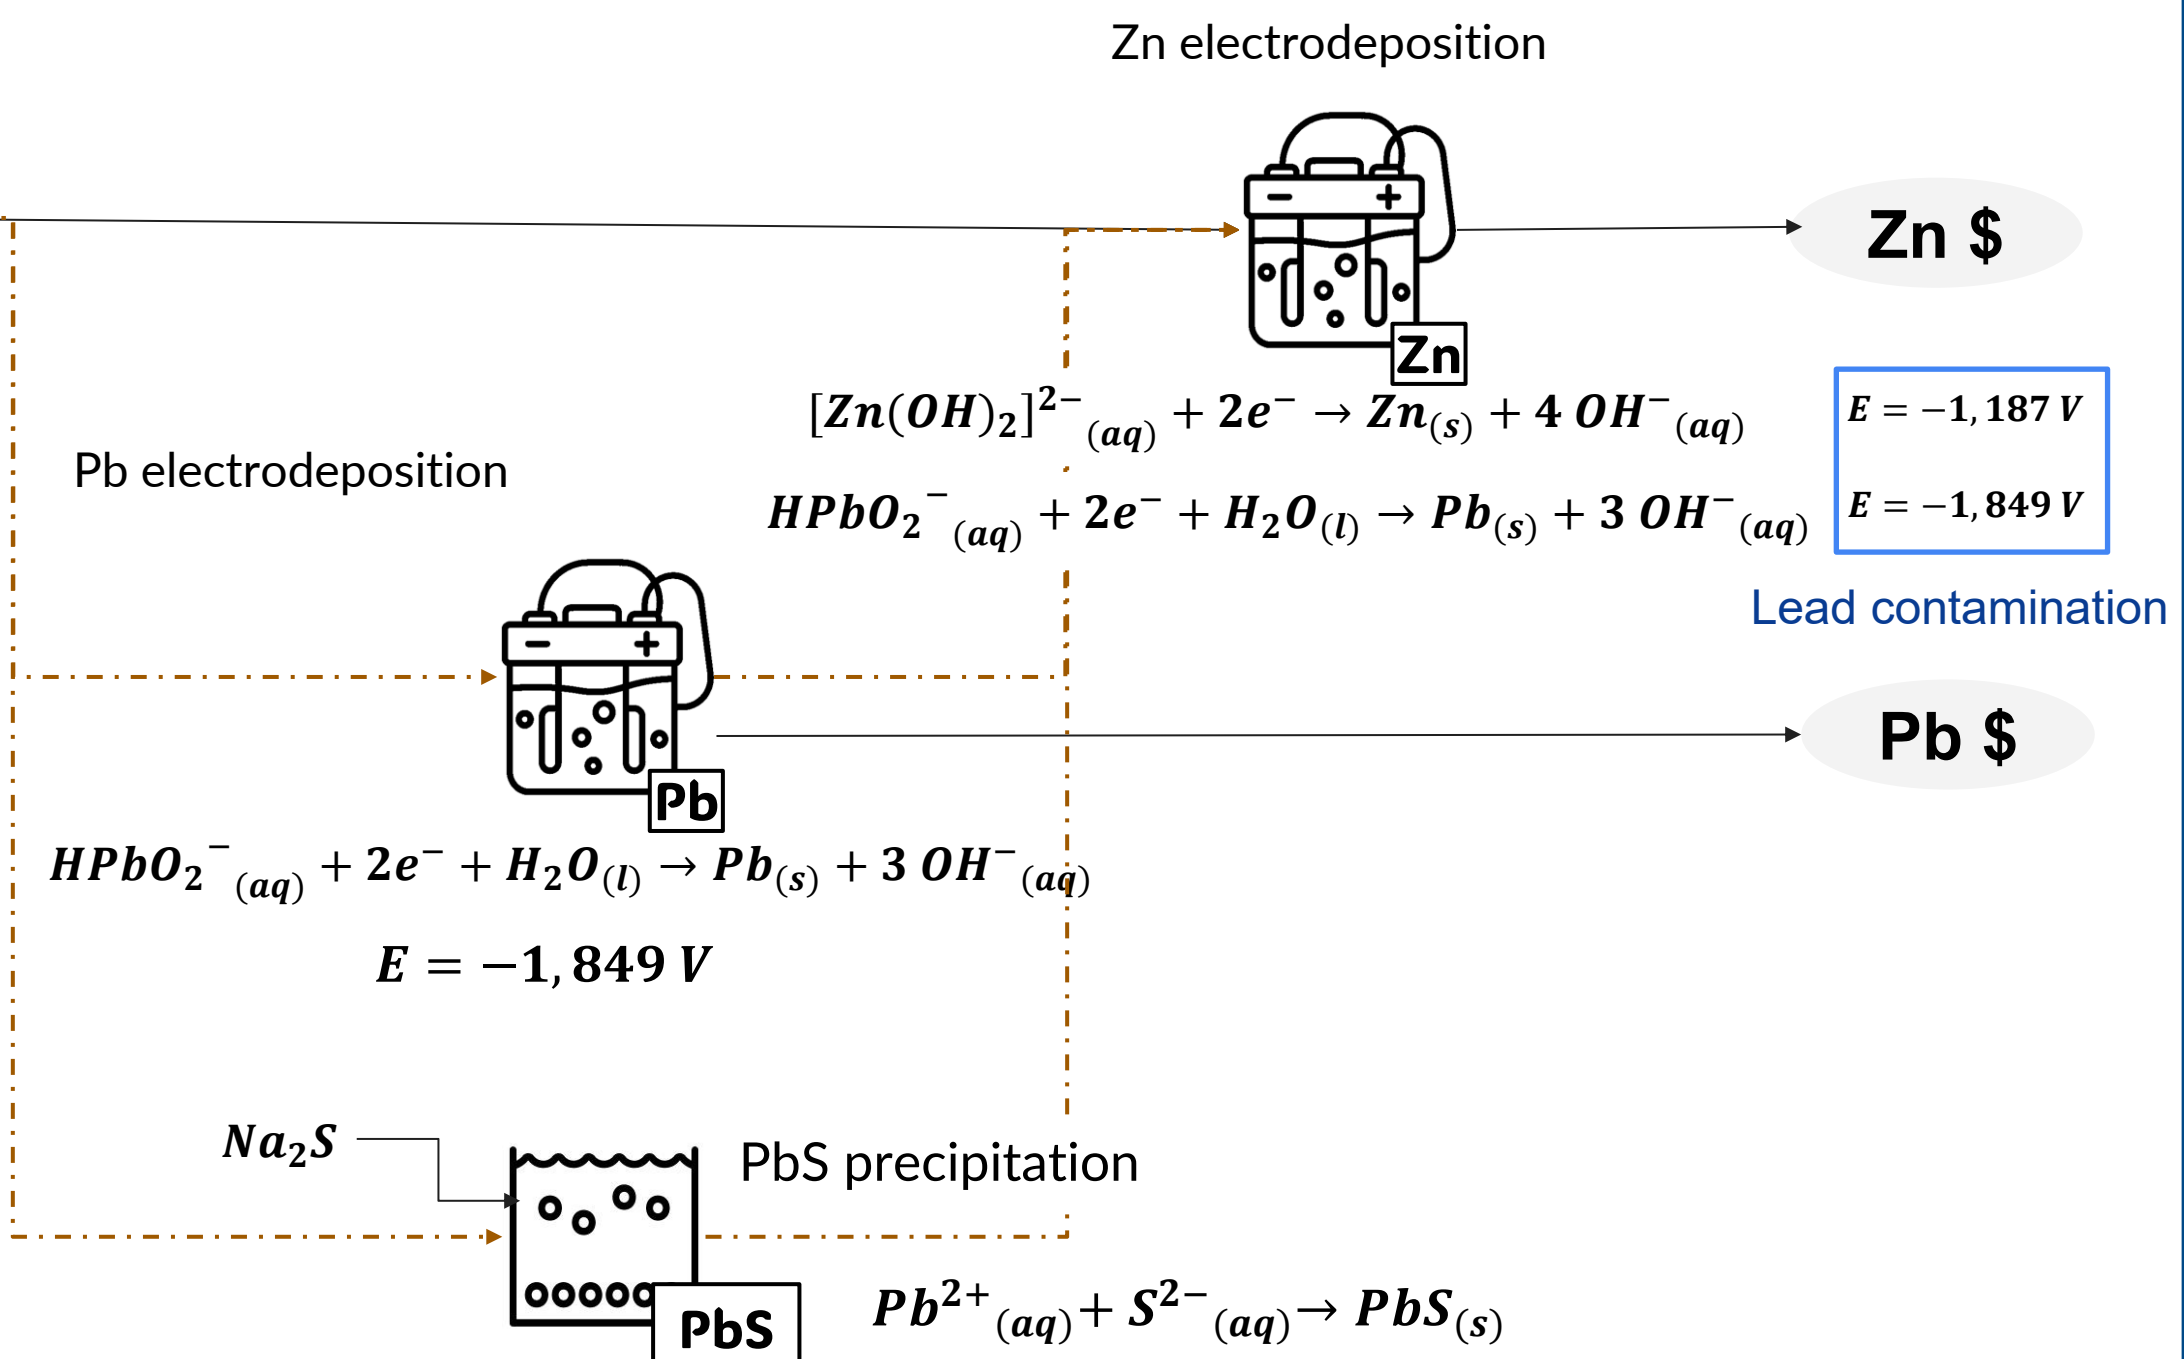 Zn electrodeposition
− +
Zn $
Zn
[Zn(OH)₂]²⁻₍aq₎ + 2e⁻ → Zn₍s₎ + 4 OH⁻₍aq₎
E = −1,187 V
Pb electrodeposition
HPbO₂⁻₍aq₎ + 2e⁻ + H₂O₍l₎ → Pb₍s₎ + 3 OH⁻₍aq₎
E = −1,849 V
Lead contamination
− +
Pb $
Pb
HPbO₂⁻₍aq₎ + 2e⁻ + H₂O₍l₎ → Pb₍s₎ + 3 OH⁻₍aq₎
E = −1,849 V
Na₂S
PbS precipitation
PbS
Pb²⁺₍aq₎ + S²⁻₍aq₎ → PbS₍s₎